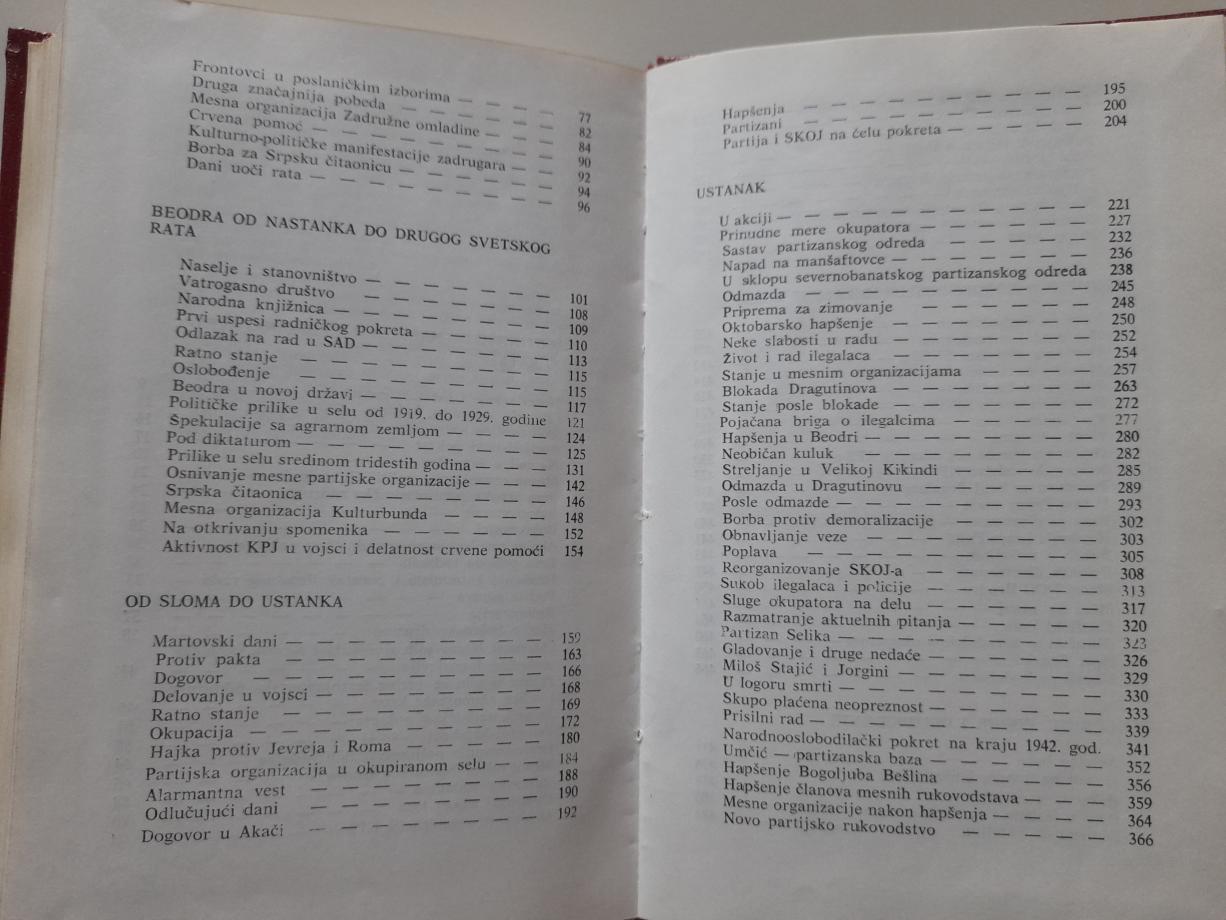 Frontovci u poslaničkim izborima — — — — — 77
Druga značajnija pobeda — — — — — — 82
Mesna organizacija Zadružne omladine — — — — 84
Crvena pomoć — — — — — — — — — 90
Kulturno-političke manifestacije zadrugara — — — 92
Borba za Srpsku čitaonicu — — — — — — 94
Dani uoči rata — — — — — — — — — 96
BEODRA OD NASTANKA DO DRUGOG SVETSKOG
RATA
Naselje i stanovništvo — — — — — — — 101
Vatrogasno društvo — — — — — — — 108
Narodna knjižnica — — — — — — — — 109
Prvi uspesi radničkog pokreta — — — — — 110
Odlazak na rad u SAD — — — — — — — 113
Ratno stanje — — — — — — — — — 115
Oslobođenje — — — — — — — — — 115
Beodra u novoj državi — — — — — — — 117
Političke prilike u selu od 1919. do 1929. godine 121
Špekulacije sa agrarnom zemljom — — — — 124
Pod diktaturom — — — — — — — — — 125
Prilike u selu sredinom tridestih godina — — — 131
Osnivanje mesne partijske organizacije — — — 142
Srpska čitaonica — — — — — — — — 146
Mesna organizacija Kulturbunda — — — — 148
Na otkrivanju spomenika — — — — — — 152
Aktivnost KPJ u vojsci i delatnost crvene pomoći 154
OD SLOMA DO USTANKA
Martovski dani — — — — — — — — — 159
Protiv pakta — — — — — — — — — 163
Dogovor — — — — — — — — — — 166
Delovanje u vojsci — — — — — — — — 168
Ratno stanje — — — — — — — — — 169
Okupacija — — — — — — — — — — 172
Hajka protiv Jevreja i Roma — — — — — — 180
Partijska organizacija u okupiranom selu — — — 184
Alarmantna vest — — — — — — — — 188
Odlučujući dani — — — — — — — — 190
Dogovor u Akači — — — — — — — — 192
Hapšenja — — — — — — — — — — 195
Partizani — — — — — — — — — — 200
Partija i SKOJ na čelu pokreta — — — — — 204
USTANAK
U akciji — — — — — — — — — — — 221
Prinudne mere okupatora — — — — — — 227
Sastav partizanskog odreda — — — — — 232
Napad na manšaftovce — — — — — — — 236
U sklopu severnobanatskog partizanskog odreda 238
Odmazda — — — — — — — — — — 245
Priprema za zimovanje — — — — — — 248
Oktobarsko hapšenje — — — — — — — 250
Neke slabosti u radu — — — — — — — 252
Život i rad ilegalaca — — — — — — — 254
Stanje u mesnim organizacijama — — — — 257
Blokada Dragutinova — — — — — — — 263
Stanje posle blokade — — — — — — — 272
Pojačana briga o ilegalcima — — — — — 277
Hapšenja u Beodri — — — — — — — — 280
Neobičan kuluk — — — — — — — — 282
Streljanje u Velikoj Kikindi — — — — — 285
Odmazda u Dragutinovu — — — — — — 289
Posle odmazde — — — — — — — — — 293
Borba protiv demoralizacije — — — — — 302
Obnavljanje veze — — — — — — — — 303
Poplava — — — — — — — — — — 305
Reorganizovanje SKOJ-a — — — — — — 308
Sukob ilegalaca i policije — — — — — — 313
Sluge okupatora na delu — — — — — — 317
Razmatranje aktuelnih pitanja — — — — — 320
Partizan Selika — — — — — — — — — 323
Gladovanje i druge nedaće — — — — — — 326
Miloš Stajić i Jorgini — — — — — — — 329
U logoru smrti — — — — — — — — — 330
Skupo plaćena neopreznost — — — — — — 333
Prisilni rad — — — — — — — — — — 339
Narodnooslobodilački pokret na kraju 1942. god. 341
Umčić — partizanska baza — — — — — — 352
Hapšenje Bogoljuba Bešlina — — — — — 356
Hapšenje članova mesnih rukovodstava — — — 359
Mesne organizacije nakon hapšenja — — — — 364
Novo partijsko rukovodstvo — — — — — 366